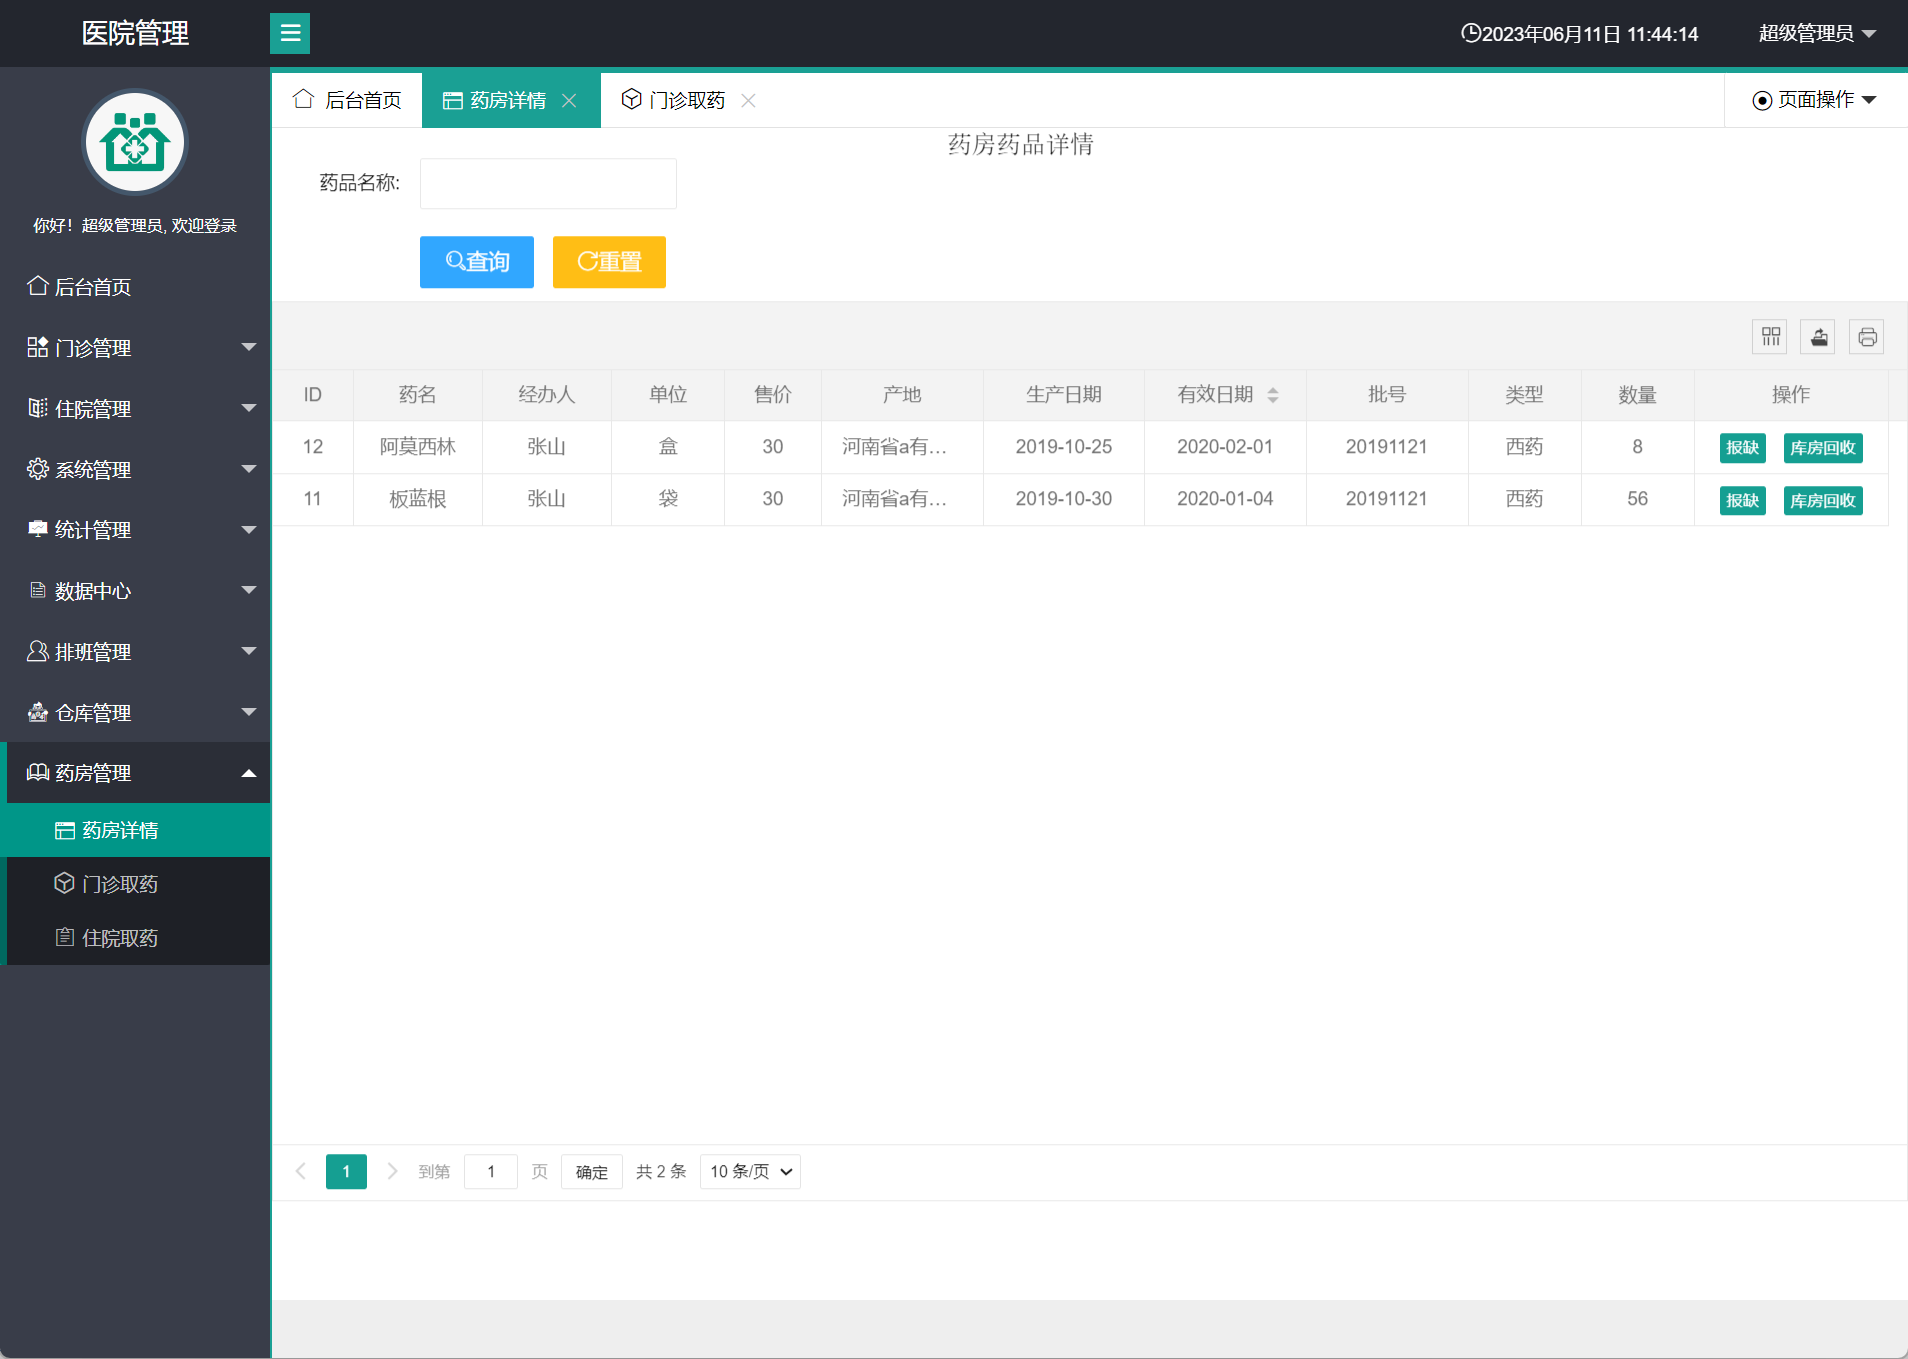 医院管理
2023年06月11日 11:44:14
超级管理员
后台首页
药房详情
门诊取药
页面操作
你好！超级管理员, 欢迎登录
后台首页
门诊管理
住院管理
系统管理
统计管理
数据中心
排班管理
仓库管理
药房管理
药房详情
门诊取药
住院取药
药房药品详情
药品名称:
查询
重置
ID 药名 经办人 单位 售价 产地 生产日期 有效日期 批号 类型 数量 操作
12 阿莫西林 张山 盒 30 河南省a有... 2019-10-25 2020-02-01 20191121 西药 8 报缺 库房回收
11 板蓝根 张山 袋 30 河南省a有... 2019-10-30 2020-01-04 20191121 西药 56 报缺 库房回收
1 到第 1 页 确定 共 2 条 10 条/页